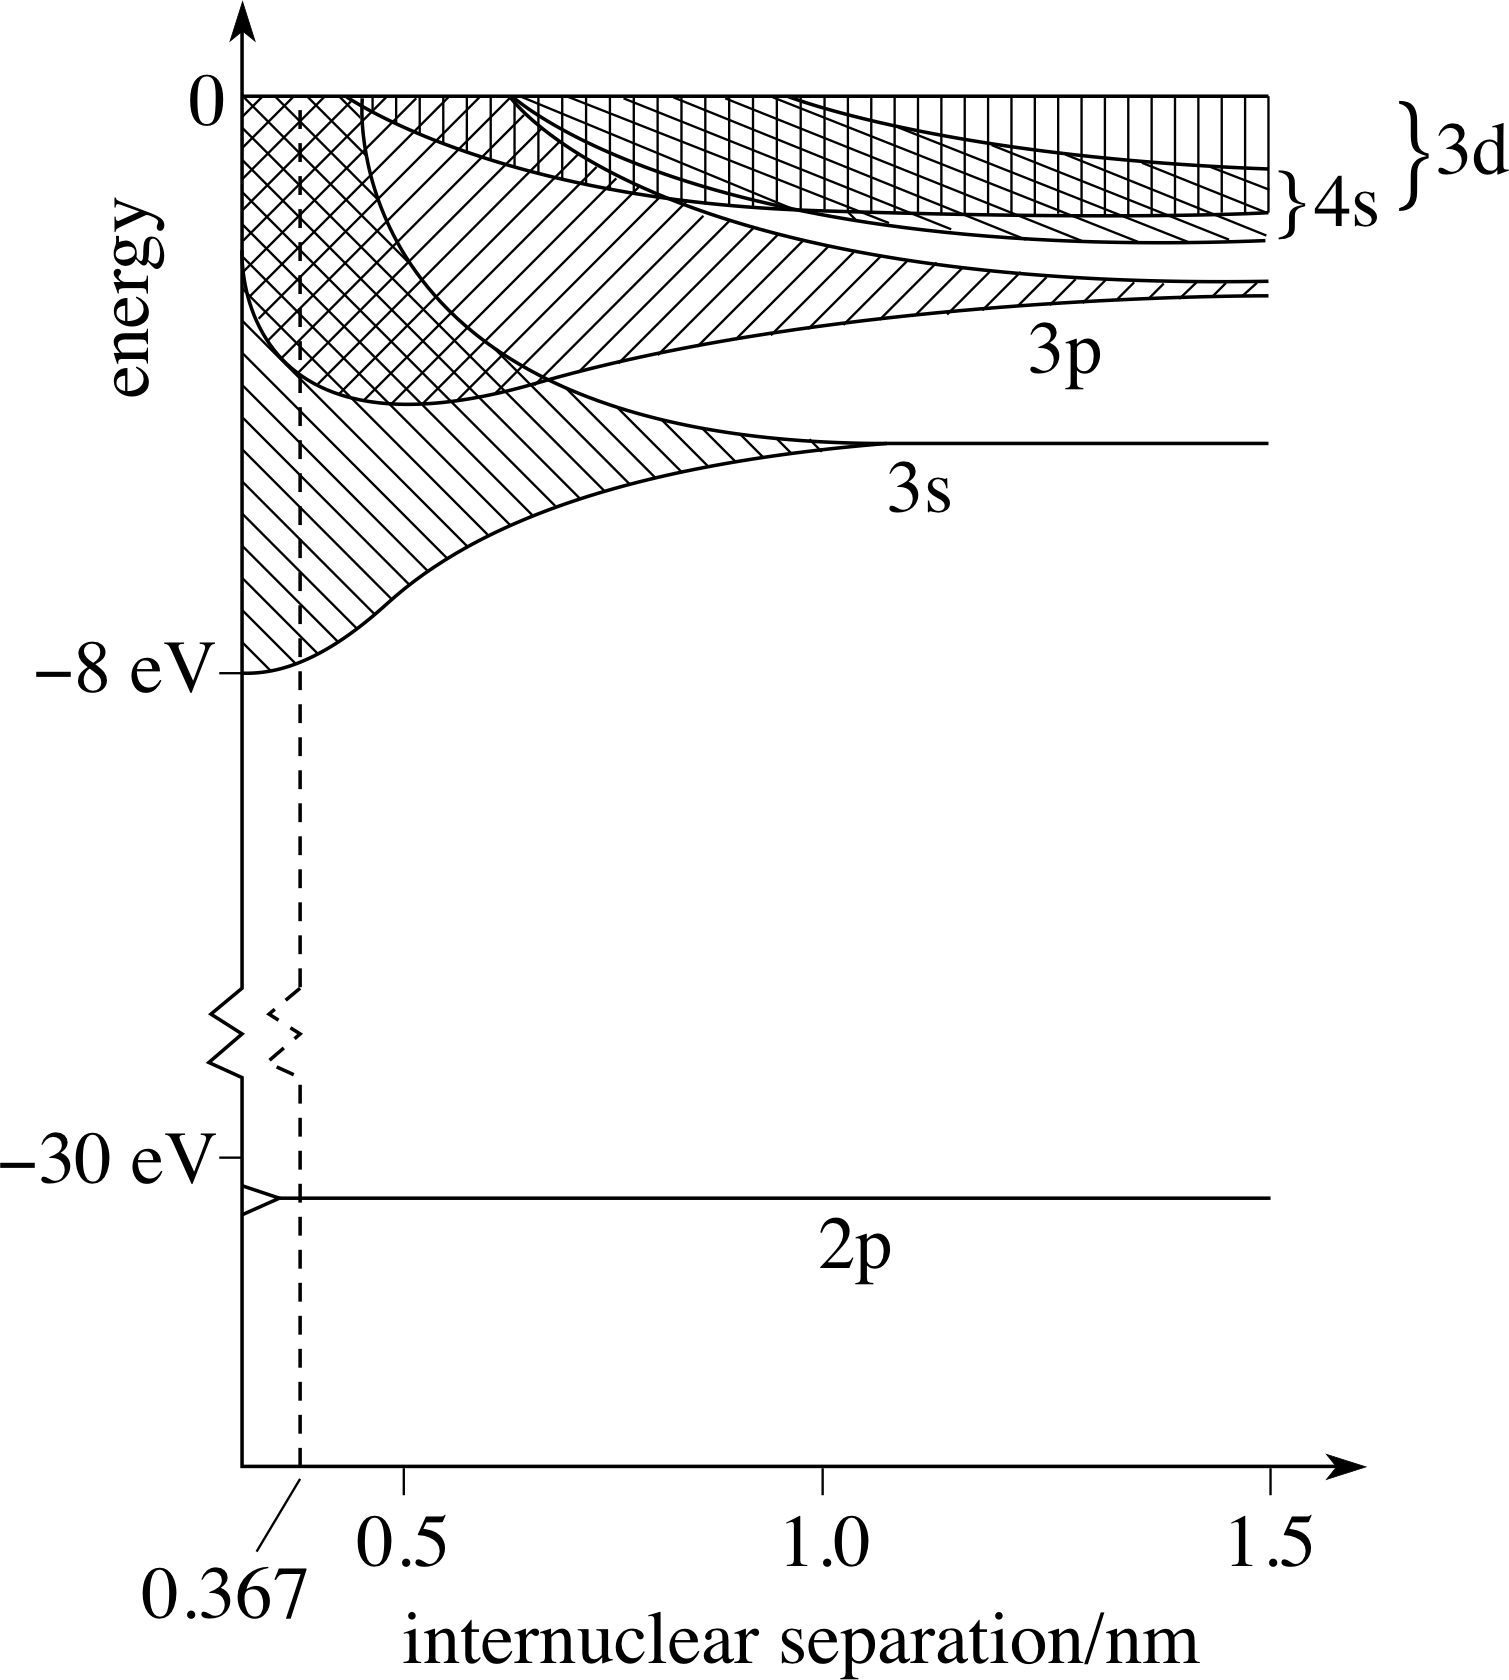 0
energy
}3d
}4s
3p
3s
−8 eV
−30 eV
2p
0.5
1.0
1.5
0.367
internuclear separation/nm